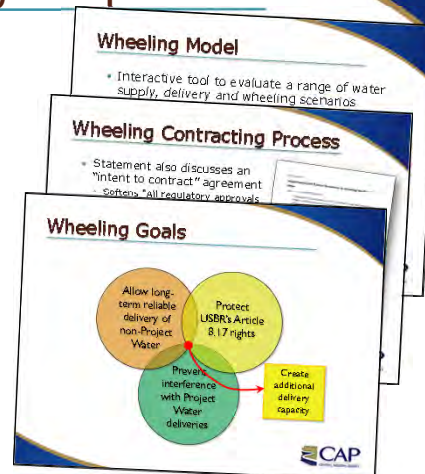 Wheeling Model
• Interactive tool to evaluate a range of water
supply, delivery and wheeling scenarios
Wheeling Contracting Process
• Statement also discusses an
"intent to contract" agreement
Softens "All regulatory approvals
Wheeling Goals
Allow long-
term reliable
delivery of
non-Project
Water
Protect
USBR's Article
8.17 rights
Prevent
interference
with Project
Water
deliveries
Create
additional
delivery
capacity
CAP